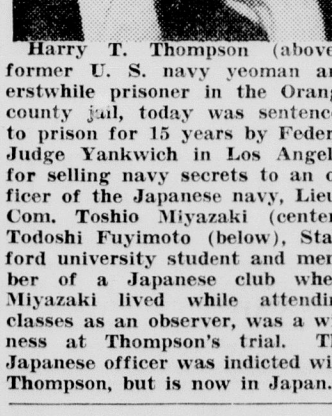 Harry T. Thompson (above
former U. S. navy yeoman a
erstwhile prisoner in the Oran
county jail, today was sentenc
to prison for 15 years by Feder
Judge Yankwich in Los Angel
for selling navy secrets to an o
ficer of the Japanese navy, Lieu
Com. Toshio Miyazaki (center
Todoshi Fuyimoto (below), Sta
ford university student and mem
ber of a Japanese club whe
Miyazaki lived while attendin
classes as an observer, was a wi
ness at Thompson's trial. Th
Japanese officer was indicted wi
Thompson, but is now in Japan.